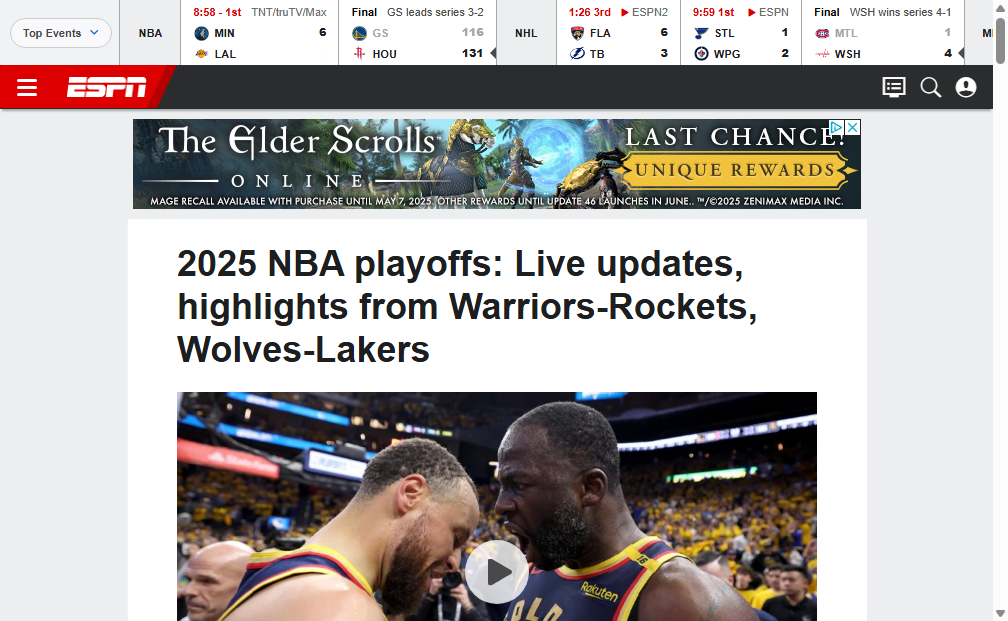 Top Events
NBA
8:58 - 1st TNT/truTV/Max
MIN 6
LAL
Final GS leads series 3-2
GS 116
HOU 131
NHL
1:26 3rd ESPN2
FLA 6
TB 3
9:59 1st ESPN
STL 1
WPG 2
Final WSH wins series 4-1
MTL 1
WSH 4
ESPN
The Elder Scrolls
ONLINE
LAST CHANCE!
UNIQUE REWARDS
MAGE RECALL AVAILABLE WITH PURCHASE UNTIL MAY 7, 2025. OTHER REWARDS UNTIL UPDATE 46 LAUNCHES IN JUNE.. ™/©2025 ZENIMAX MEDIA INC.
2025 NBA playoffs: Live updates,
highlights from Warriors-Rockets,
Wolves-Lakers
State Farm
Rakuten